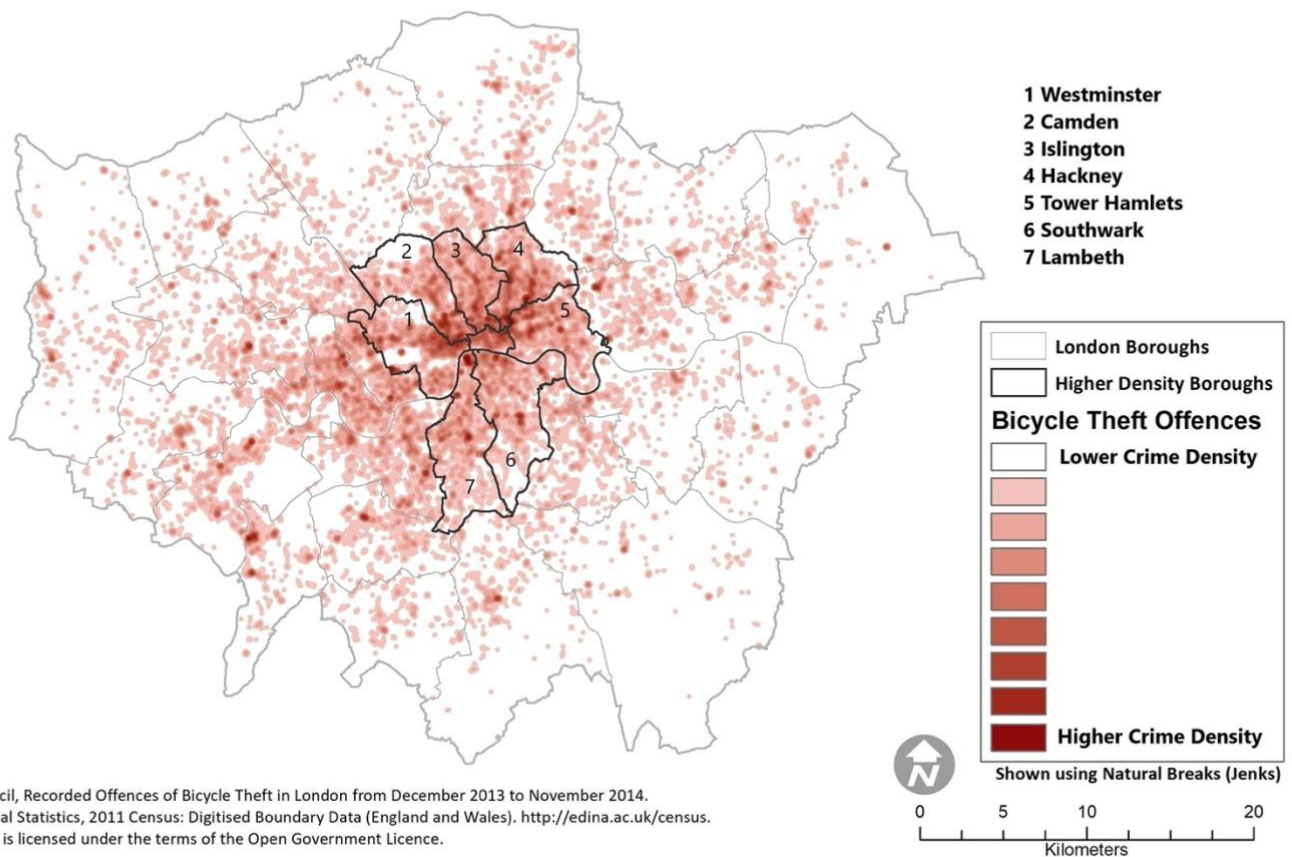 1 Westminster
2 Camden
3 Islington
4 Hackney
5 Tower Hamlets
6 Southwark
7 Lambeth
2
3
4
1
5
6
7
London Boroughs
Higher Density Boroughs
Bicycle Theft Offences
Lower Crime Density
Higher Crime Density
Shown using Natural Breaks (Jenks)
N
0 5 10 20
Kilometers
cil, Recorded Offences of Bicycle Theft in London from December 2013 to November 2014.
al Statistics, 2011 Census: Digitised Boundary Data (England and Wales). http://edina.ac.uk/census.
is licensed under the terms of the Open Government Licence.